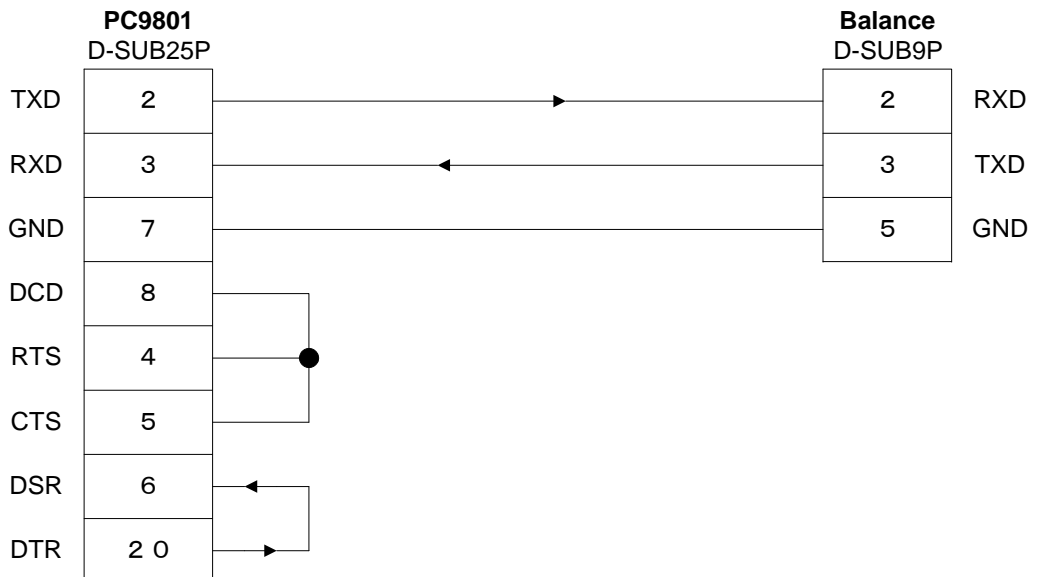 PC9801 Balance
D-SUB25P D-SUB9P
TXD 2 2 RXD
RXD 3 3 TXD
GND 7 5 GND
DCD 8
RTS 4
CTS 5
DSR 6
DTR 20